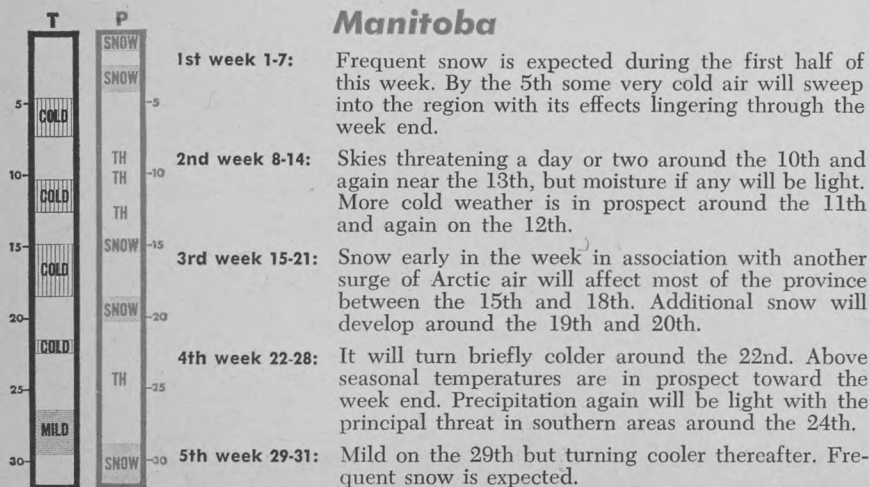 Manitoba
T P
SNOW
SNOW
5-
-5
COLD
TH
10-
-10
TH
COLD
TH
15-
SNOW
-15
COLD
SNOW
20-
-20
COLD
TH
25-
-25
MILD
30-
SNOW
-30
1st week 1-7: Frequent snow is expected during the first half of
this week. By the 5th some very cold air will sweep
into the region with its effects lingering through the
week end.
2nd week 8-14: Skies threatening a day or two around the 10th and
again near the 13th, but moisture if any will be light.
More cold weather is in prospect around the 11th
and again on the 12th.
3rd week 15-21: Snow early in the week in association with another
surge of Arctic air will affect most of the province
between the 15th and 18th. Additional snow will
develop around the 19th and 20th.
4th week 22-28: It will turn briefly colder around the 22nd. Above
seasonal temperatures are in prospect toward the
week end. Precipitation again will be light with the
principal threat in southern areas around the 24th.
5th week 29-31: Mild on the 29th but turning cooler thereafter. Fre-
quent snow is expected.